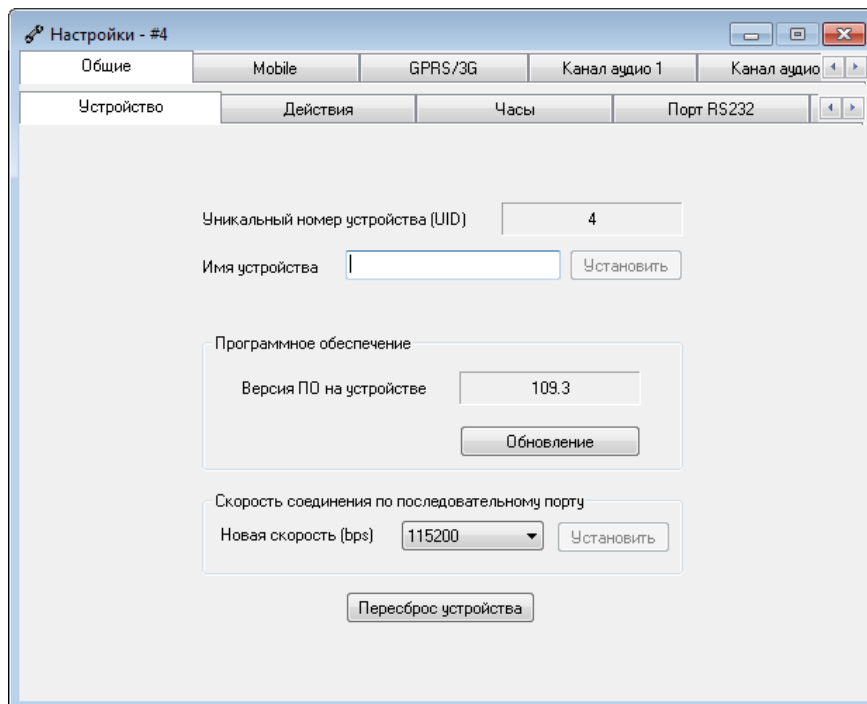 Настройки - #4
Общие Mobile GPRS/3G Канал аудио 1 Канал аудио
Устройство Действия Часы Порт RS232
Уникальный номер устройства (UID) 4
Имя устройства Установить
Программное обеспечение
Версия ПО на устройстве 109.3
Обновление
Скорость соединения по последовательному порту
Новая скорость (bps) 115200 Установить
Пересброс устройства